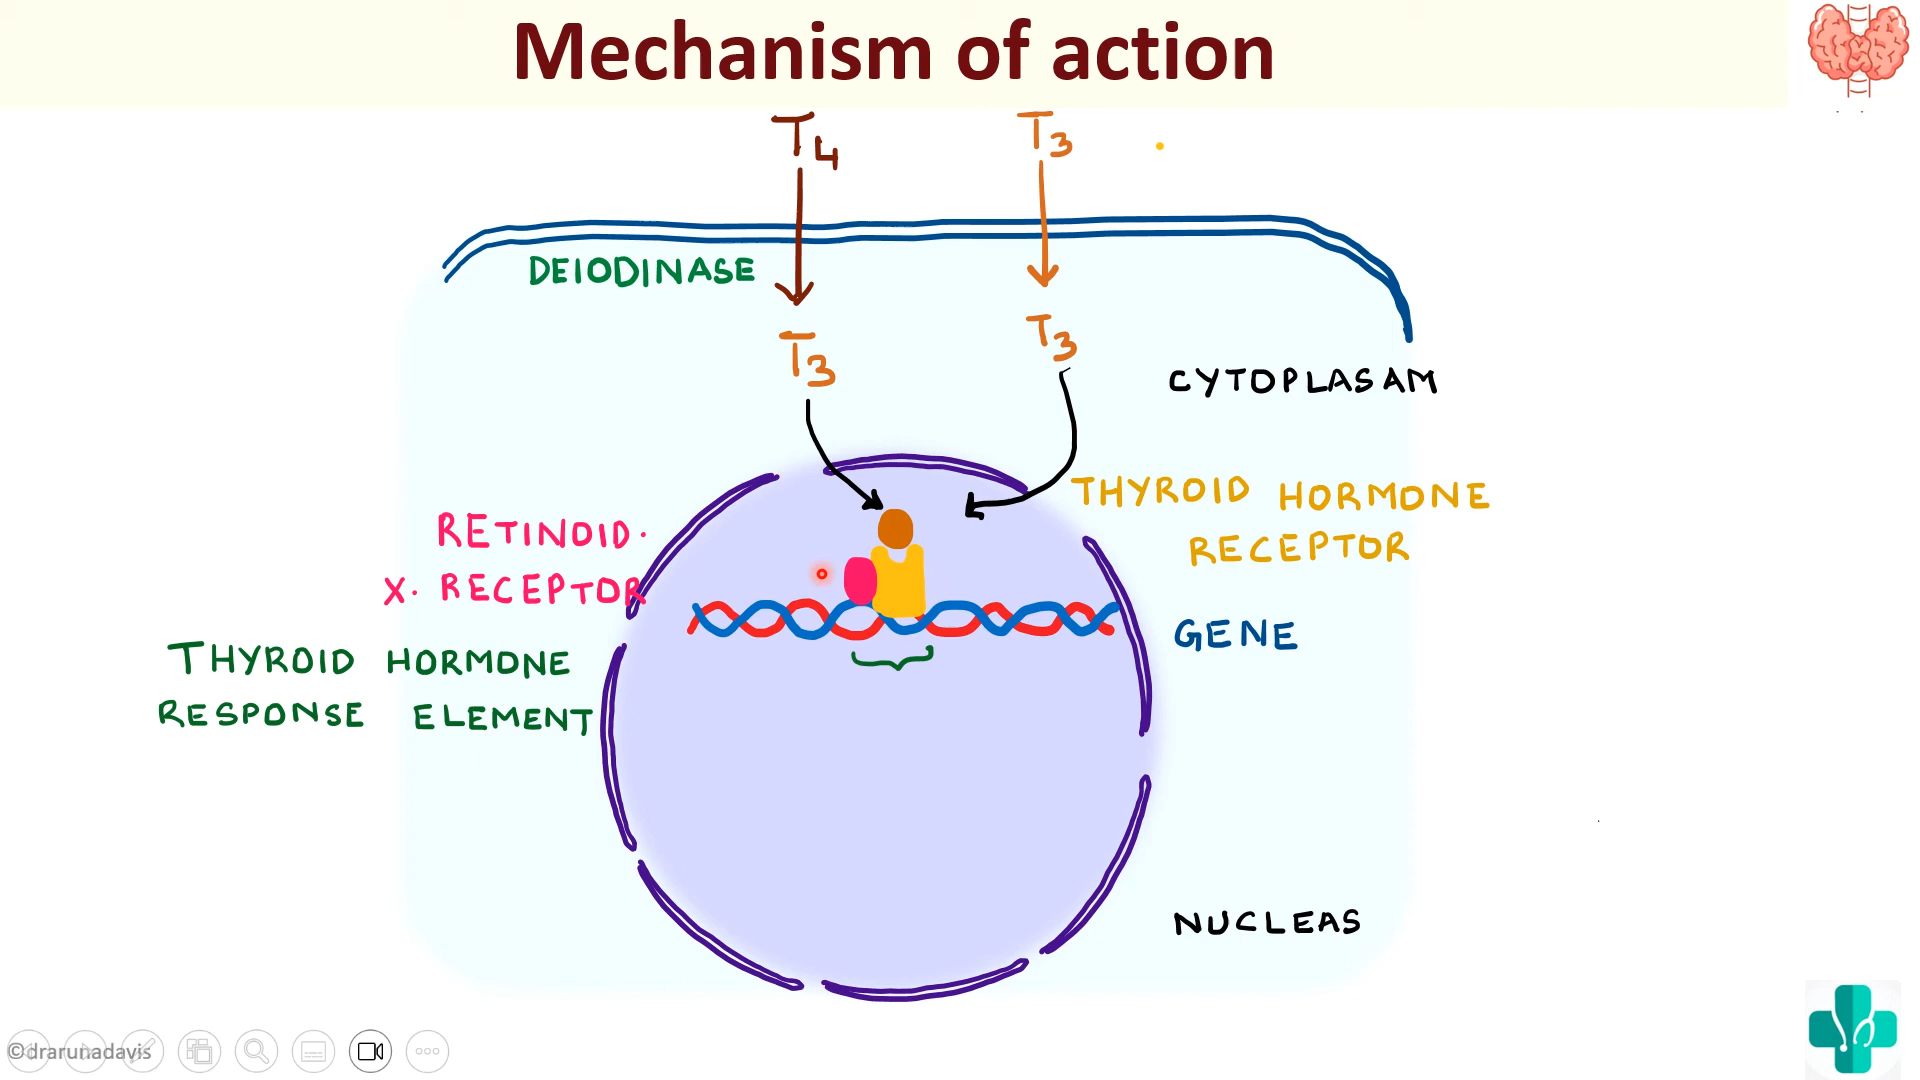 Mechanism of action
T4
T3
DEIODINASE
T3
T3
CYTOPLASAM
THYROID HORMONE
RECEPTOR
RETINOID.
X. RECEPTOR
GENE
THYROID HORMONE
RESPONSE ELEMENT
NUCLEAS
©drarunadavis